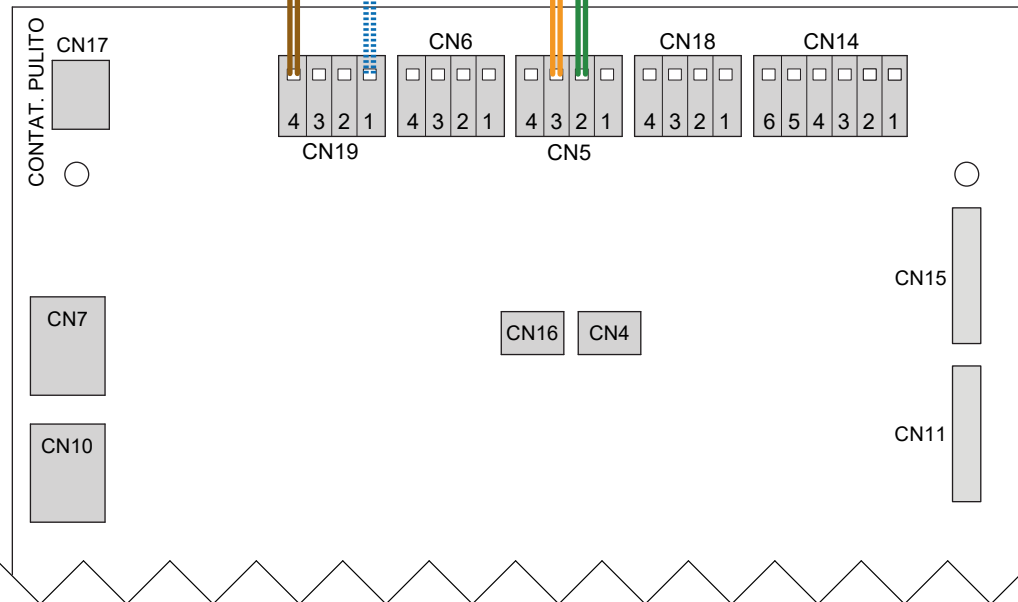 CONTAT. PULITO
CN17
CN6
CN18
CN14
4 3 2 1
4 3 2 1
4 3 2 1
4 3 2 1
6 5 4 3 2 1
CN19
CN5
CN15
CN7
CN16
CN4
CN11
CN10